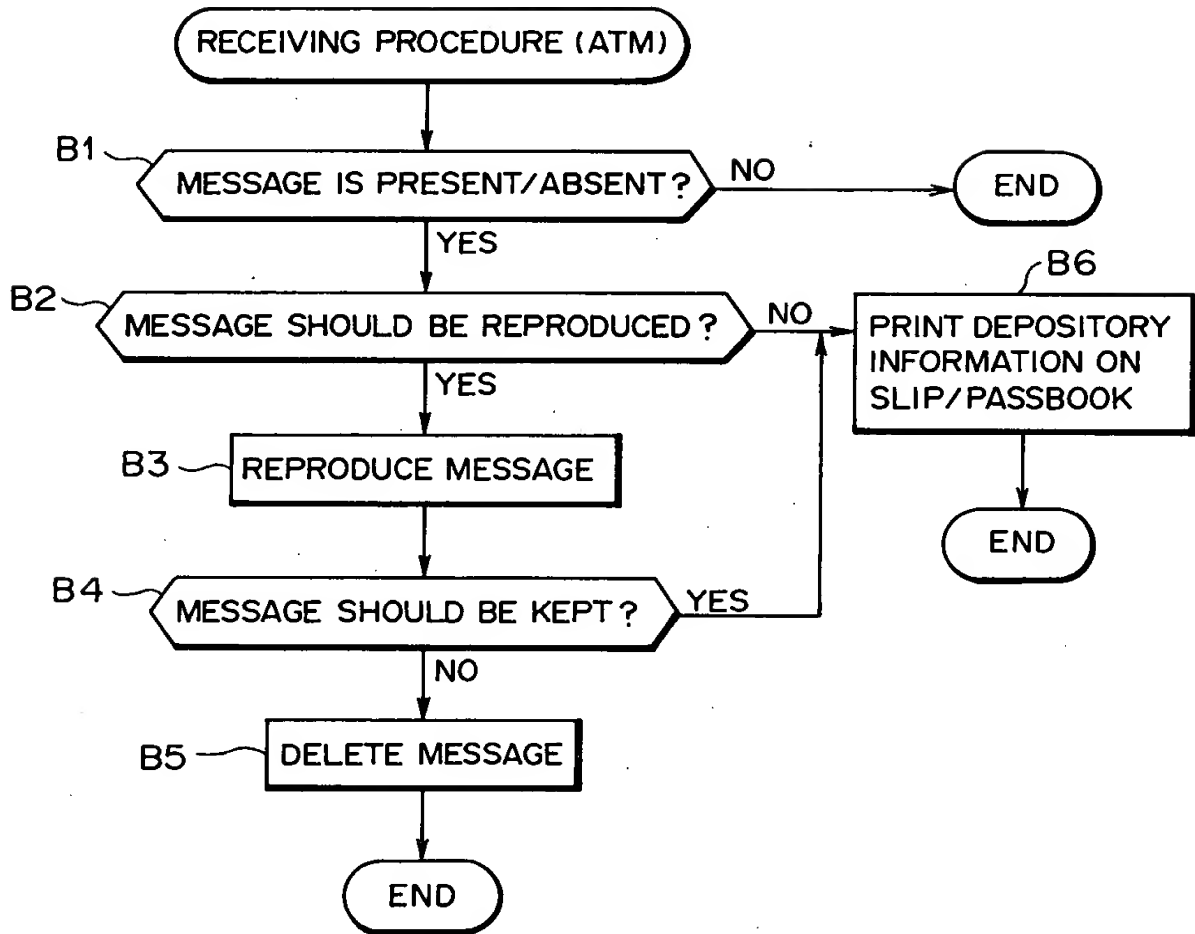 RECEIVING PROCEDURE (ATM)
B1
MESSAGE IS PRESENT/ABSENT?
NO
END
YES
B2
MESSAGE SHOULD BE REPRODUCED?
NO
B6
PRINT DEPOSITORY
INFORMATION ON
SLIP/PASSBOOK
YES
B3
REPRODUCE MESSAGE
END
B4
MESSAGE SHOULD BE KEPT?
YES
NO
B5
DELETE MESSAGE
END